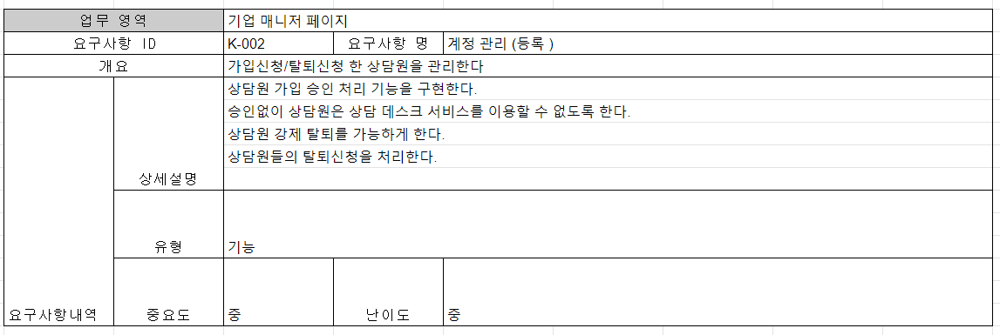 업무 영역 기업 매니저 페이지
요구사항 ID K-002 요구사항 명 계정 관리 (등록 )
개요 가입신청/탈퇴신청 한 상담원을 관리한다
상담원 가입 승인 처리 기능을 구현한다.
승인없이 상담원은 상담 데스크 서비스를 이용할 수 없도록 한다.
상담원 강제 탈퇴를 가능하게 한다.
상담원들의 탈퇴신청을 처리한다.
상세설명
유형 기능
요구사항내역 중요도 중 난이도 중